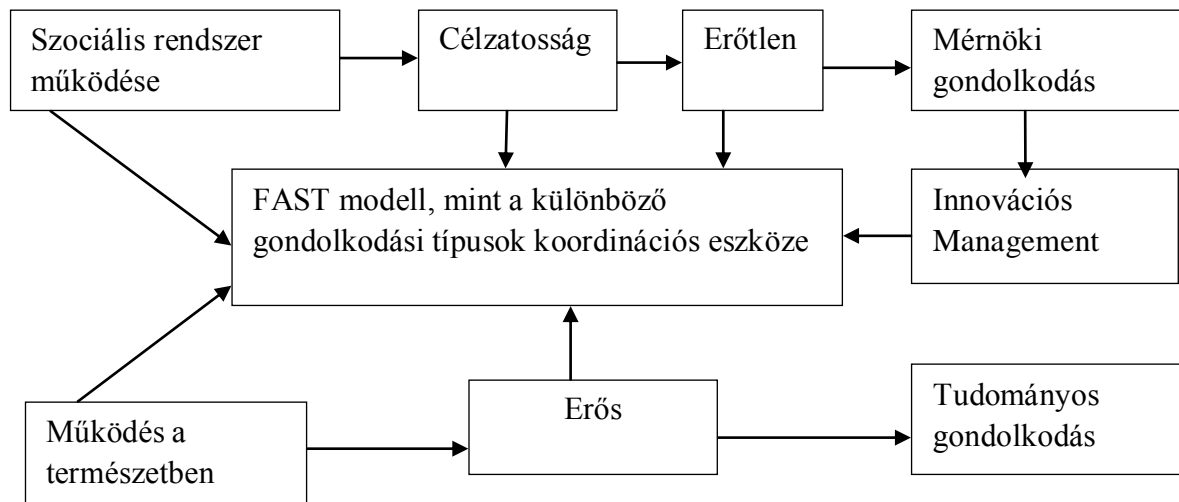 Szociális rendszer
működése
Célzatosság
Erőtlen
Mérnöki
gondolkodás
FAST modell, mint a különböző
gondolkodási típusok koordinációs eszköze
Innovációs
Management
Működés a
természetben
Erős
Tudományos
gondolkodás